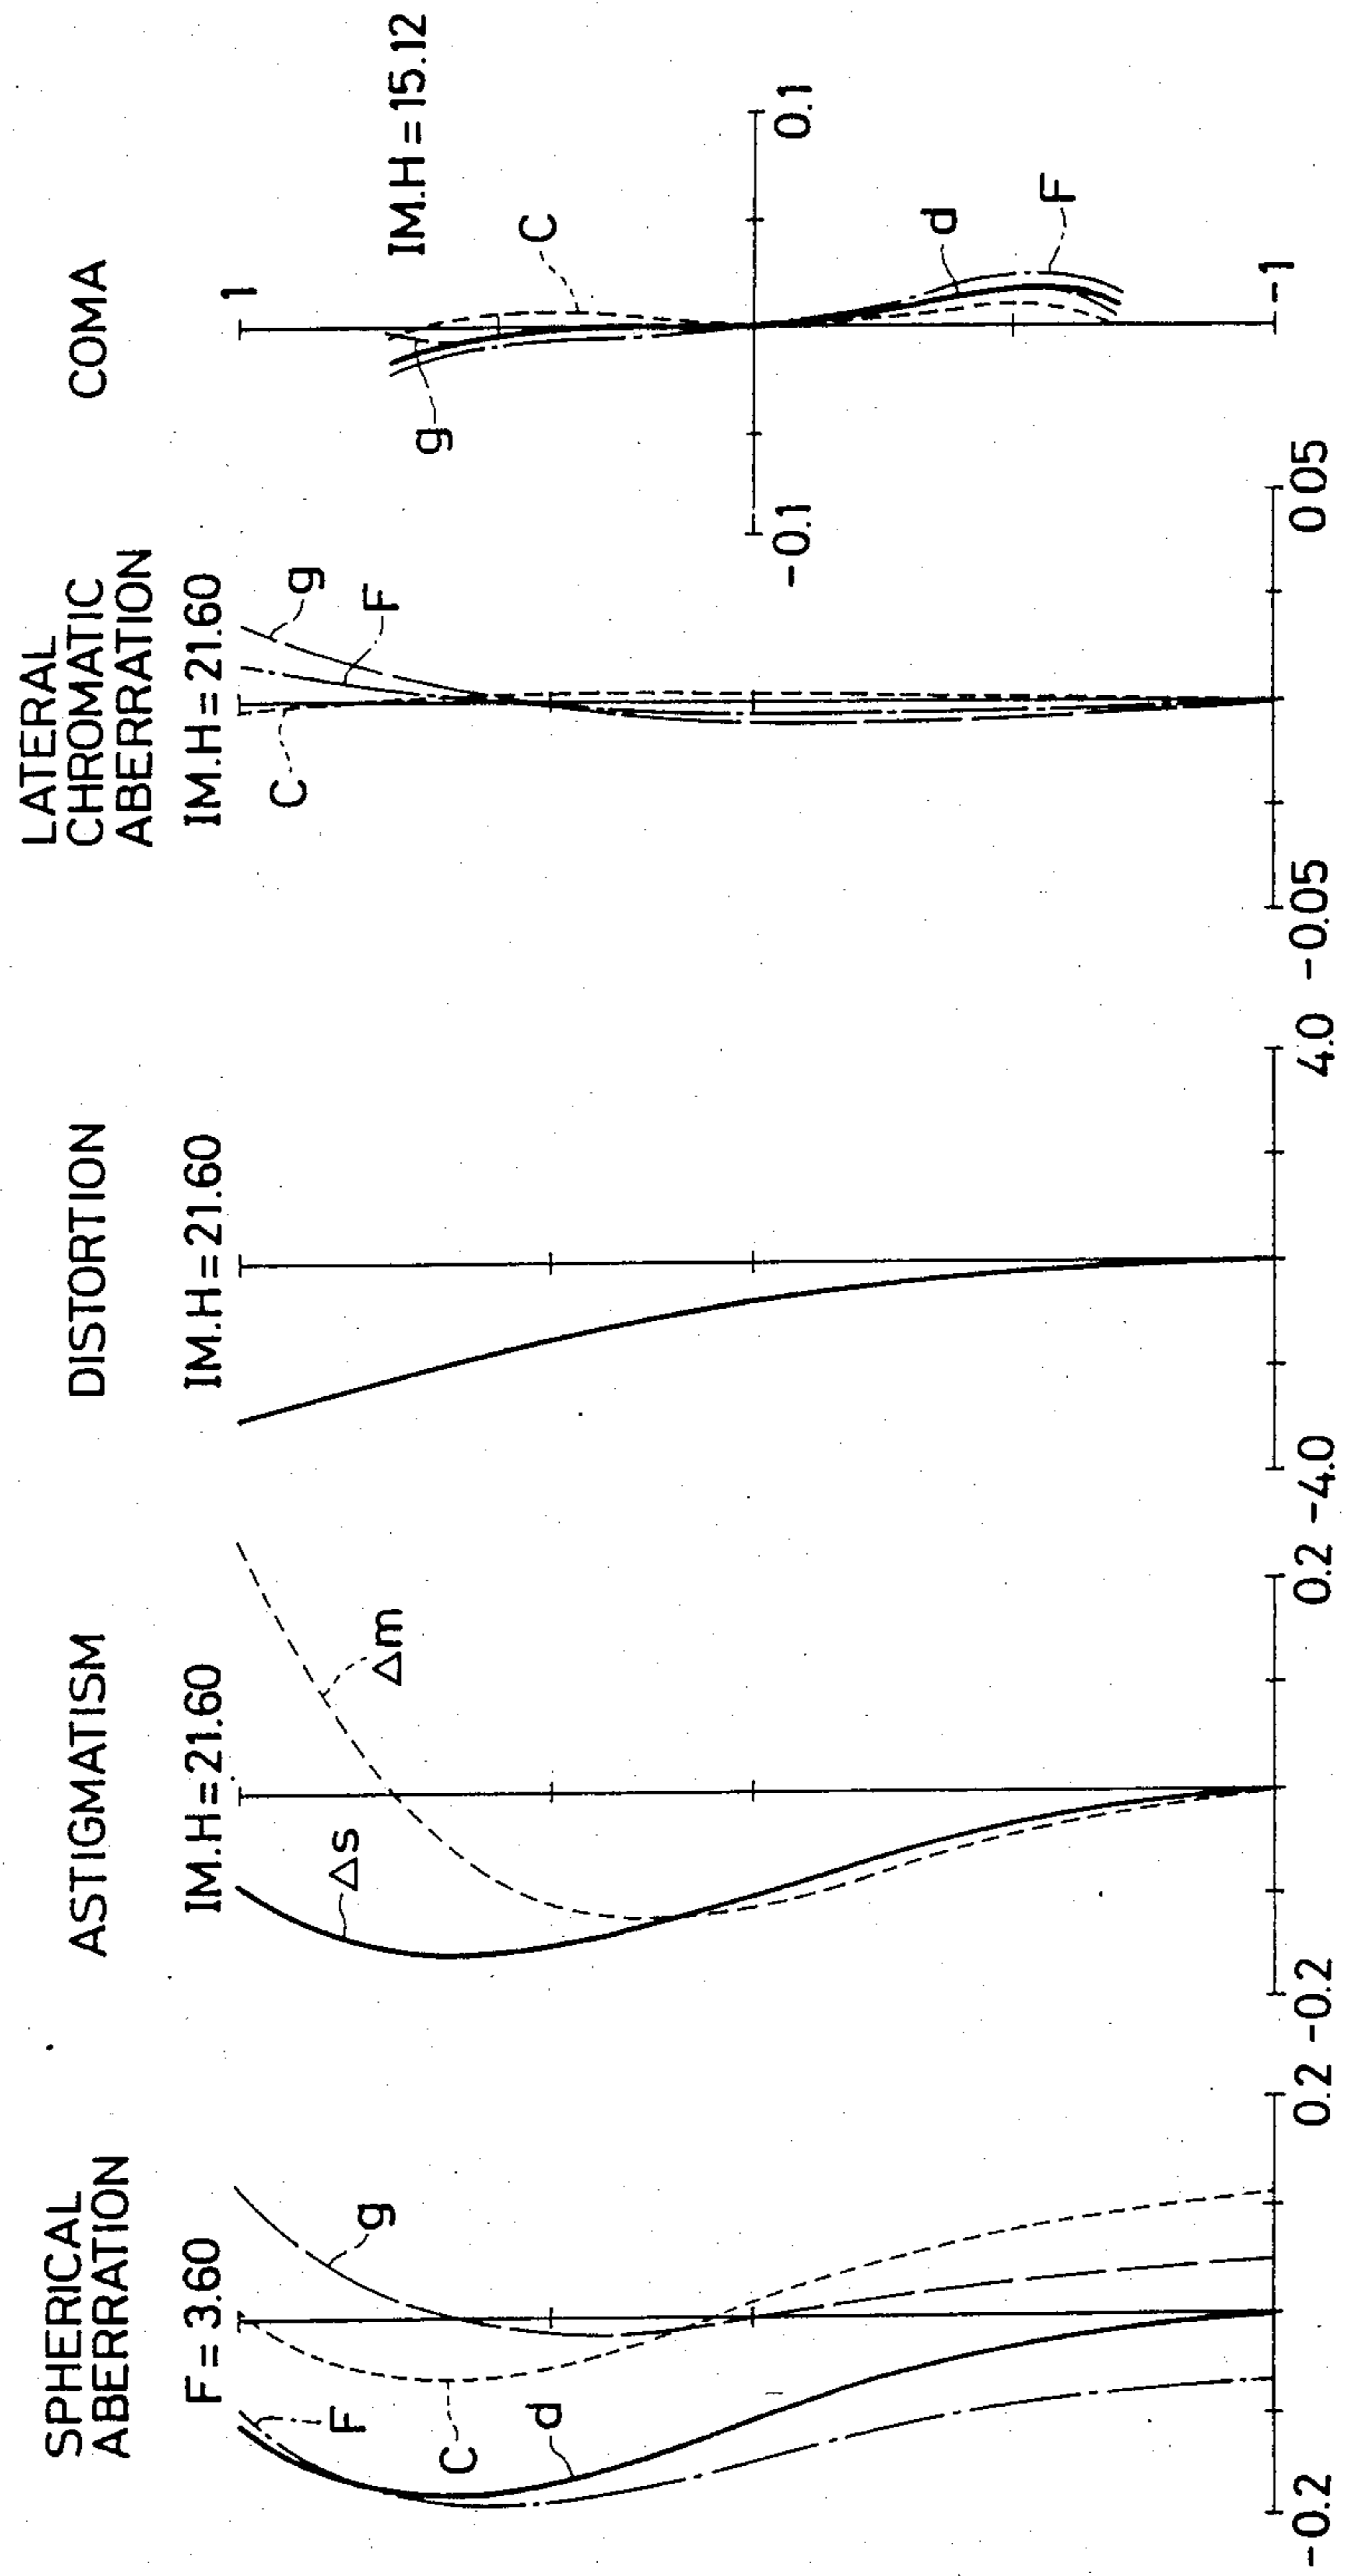 SPHERICAL
ABERRATION
F = 3.60
F
C
d
g
-0.2
0.2
ASTIGMATISM
IM.H = 21.60
Δs
Δm
-0.2
0.2
DISTORTION
IM.H = 21.60
-4.0
4.0
LATERAL
CHROMATIC
ABERRATION
IM.H = 21.60
C
F
g
-0.05
0 05
COMA
IM.H = 15.12
1
g
C
-0.1
0.1
d
F
-1